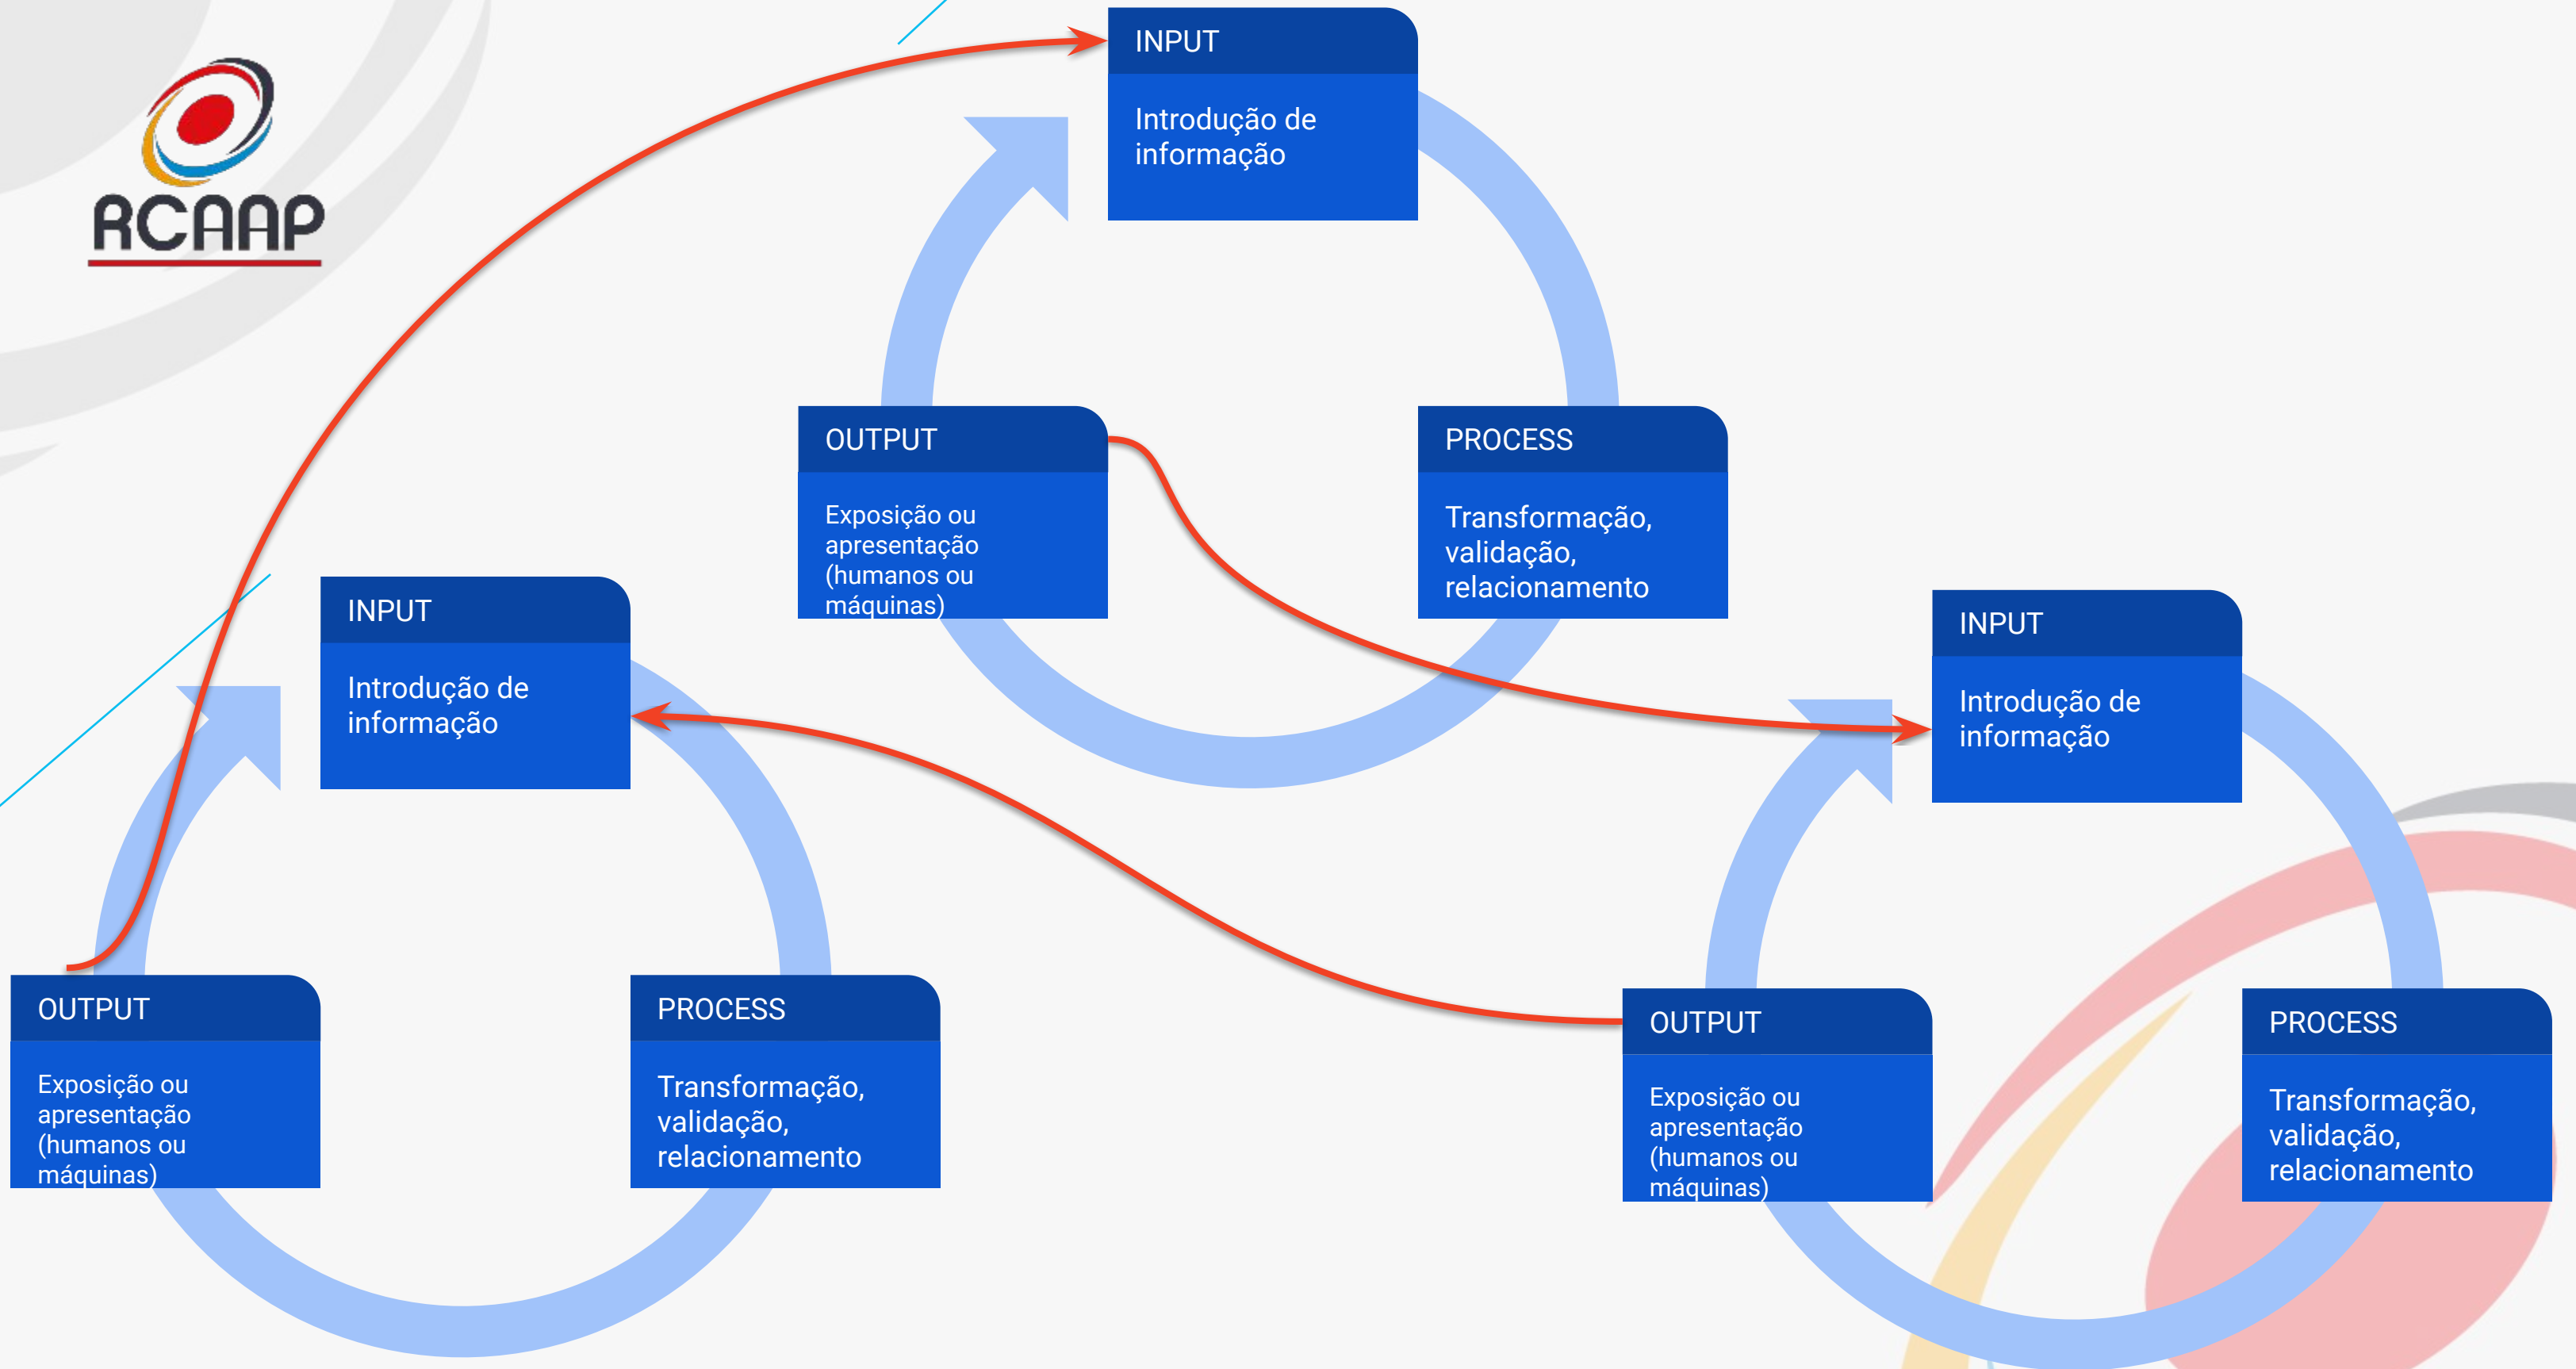 RCAAP
INPUT
Introdução de
informação
OUTPUT
Exposição ou
apresentação
(humanos ou
máquinas)
PROCESS
Transformação,
validação,
relacionamento
INPUT
Introdução de
informação
OUTPUT
Exposição ou
apresentação
(humanos ou
máquinas)
PROCESS
Transformação,
validação,
relacionamento
INPUT
Introdução de
informação
OUTPUT
Exposição ou
apresentação
(humanos ou
máquinas)
PROCESS
Transformação,
validação,
relacionamento